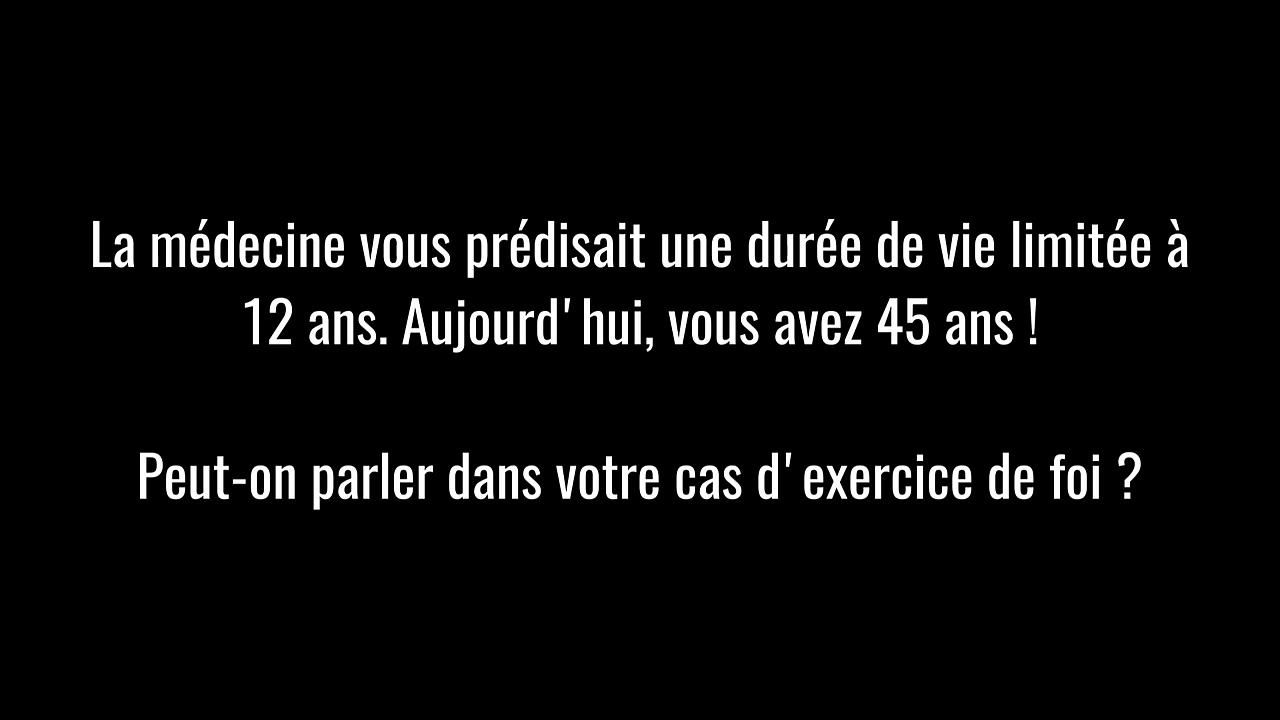 La médecine vous prédisait une durée de vie limitée à
12 ans. Aujourd'hui, vous avez 45 ans !
Peut-on parler dans votre cas d'exercice de foi ?